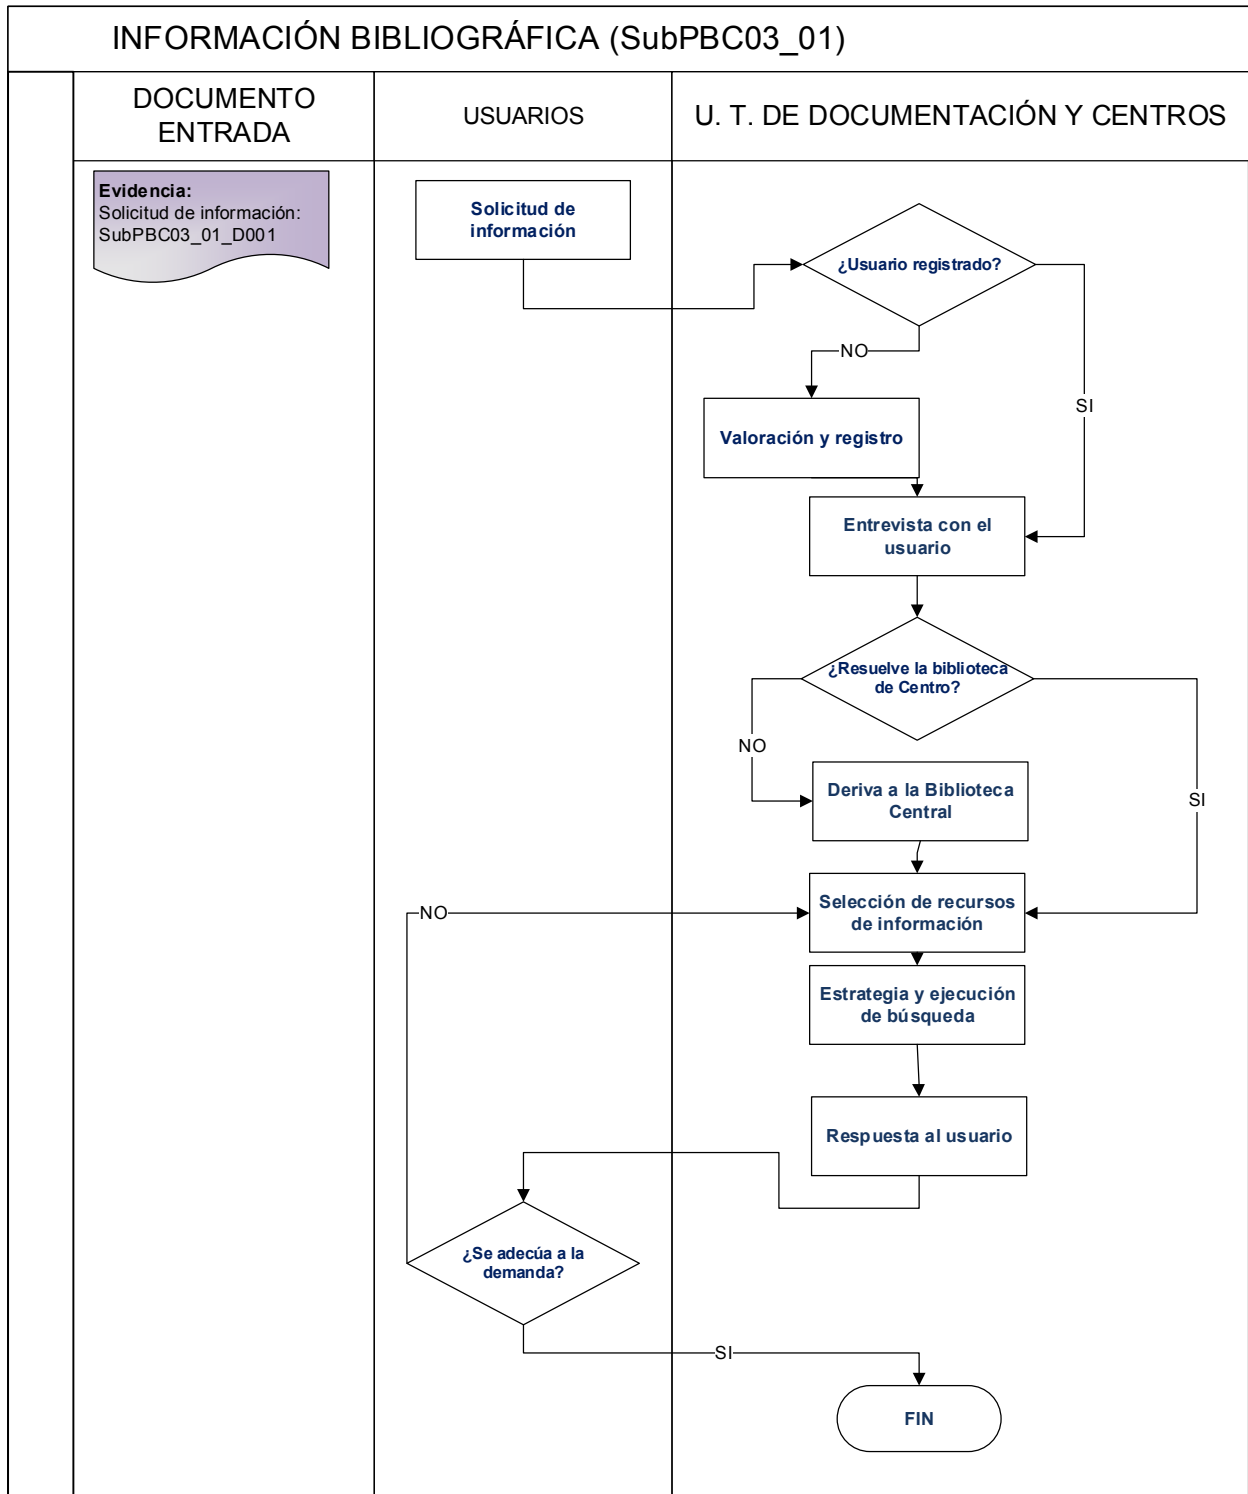 INFORMACIÓN BIBLIOGRÁFICA (SubPBC03_01)
DOCUMENTO
ENTRADA
USUARIOS
U. T. DE DOCUMENTACIÓN Y CENTROS
Evidencia:
Solicitud de información:
SubPBC03_01_D001
Solicitud de
información
¿Usuario registrado?
NO
SI
Valoración y registro
Entrevista con el
usuario
¿Resuelve la biblioteca
de Centro?
NO
SI
Deriva a la Biblioteca
Central
Selección de recursos
de información
NO
Estrategia y ejecución
de búsqueda
Respuesta al usuario
¿Se adecúa a la
demanda?
SI
FIN